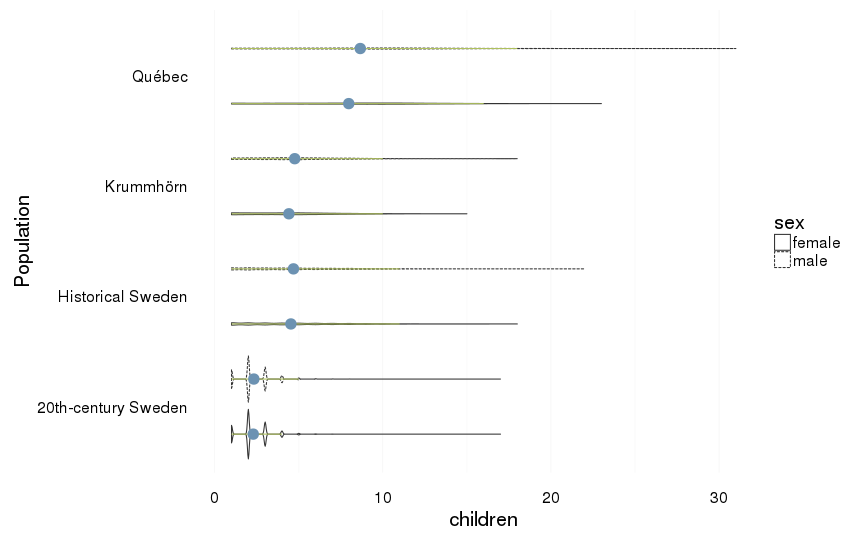 Québec
Krummhörn
Historical Sweden
20th-century Sweden
Population
0 10 20 30
children
sex
female
male